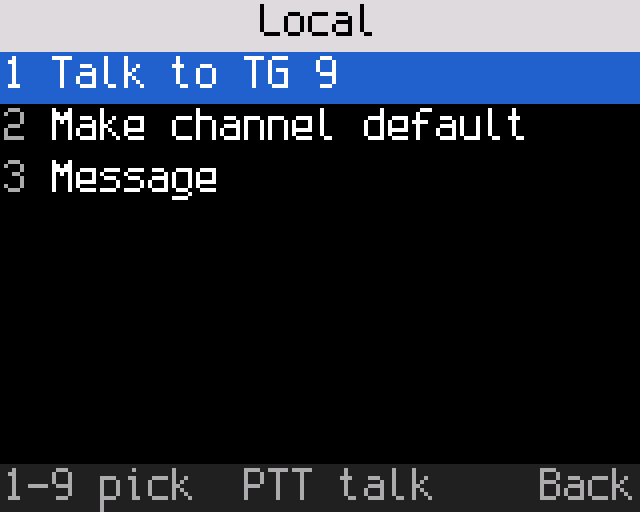 Local
1 Talk to TG 9
2 Make channel default
3 Message
1-9 pick PTT talk Back